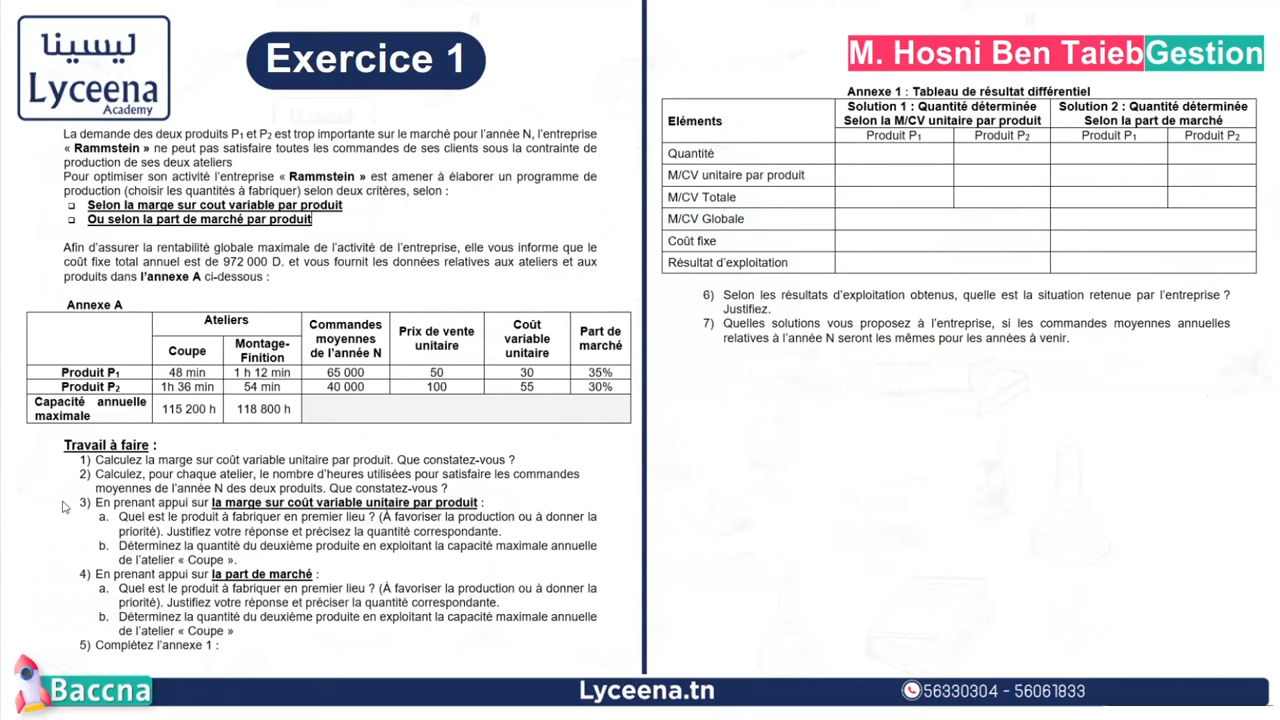 ليسينا
Lyceena
Academy
Exercice 1
M. Hosni Ben Taieb Gestion
La demande des deux produits P1 et P2 est trop importante sur le marché pour l'année N, l'entreprise
« Rammstein » ne peut pas satisfaire toutes les commandes de ses clients sous la contrainte de
production de ses deux ateliers
Pour optimiser son activité l'entreprise « Rammstein » est amener à élaborer un programme de
production (choisir les quantités à fabriquer) selon deux critères, selon :
❑ Selon la marge sur cout variable par produit
❑ Ou selon la part de marché par produit
Afin d'assurer la rentabilité globale maximale de l'activité de l'entreprise, elle vous informe que le
coût fixe total annuel est de 972 000 D. et vous fournit les données relatives aux ateliers et aux
produits dans l'annexe A ci-dessous :
Annexe A
Ateliers
Coupe
Montage-
Finition
Commandes
moyennes
de l'année N
Prix de vente
unitaire
Coût
variable
unitaire
Part de
marché
Produit P1 48 min 1 h 12 min 65 000 50 30 35%
Produit P2 1h 36 min 54 min 40 000 100 55 30%
Capacité annuelle
maximale
115 200 h 118 800 h
Travail à faire :
1) Calculez la marge sur coût variable unitaire par produit. Que constatez-vous ?
2) Calculez, pour chaque atelier, le nombre d'heures utilisées pour satisfaire les commandes
moyennes de l'année N des deux produits. Que constatez-vous ?
3) En prenant appui sur la marge sur coût variable unitaire par produit :
a. Quel est le produit à fabriquer en premier lieu ? (À favoriser la production ou à donner la
priorité). Justifiez votre réponse et précisez la quantité correspondante.
b. Déterminez la quantité du deuxième produite en exploitant la capacité maximale annuelle
de l'atelier « Coupe ».
4) En prenant appui sur la part de marché :
a. Quel est le produit à fabriquer en premier lieu ? (À favoriser la production ou à donner la
priorité). Justifiez votre réponse et préciser la quantité correspondante.
b. Déterminez la quantité du deuxième produite en exploitant la capacité maximale annuelle
de l'atelier « Coupe »
5) Complétez l'annexe 1 :
Annexe 1 : Tableau de résultat différentiel
Eléments
Solution 1 : Quantité déterminée
Selon la M/CV unitaire par produit
Solution 2 : Quantité déterminée
Selon la part de marché
Produit P1 Produit P2 Produit P1 Produit P2
Quantité
M/CV unitaire par produit
M/CV Totale
M/CV Globale
Coût fixe
Résultat d'exploitation
6) Selon les résultats d'exploitation obtenus, quelle est la situation retenue par l'entreprise ?
Justifiez.
7) Quelles solutions vous proposez à l'entreprise, si les commandes moyennes annuelles
relatives à l'année N seront les mêmes pour les années à venir.
Baccna
Lyceena.tn
56330304 - 56061833